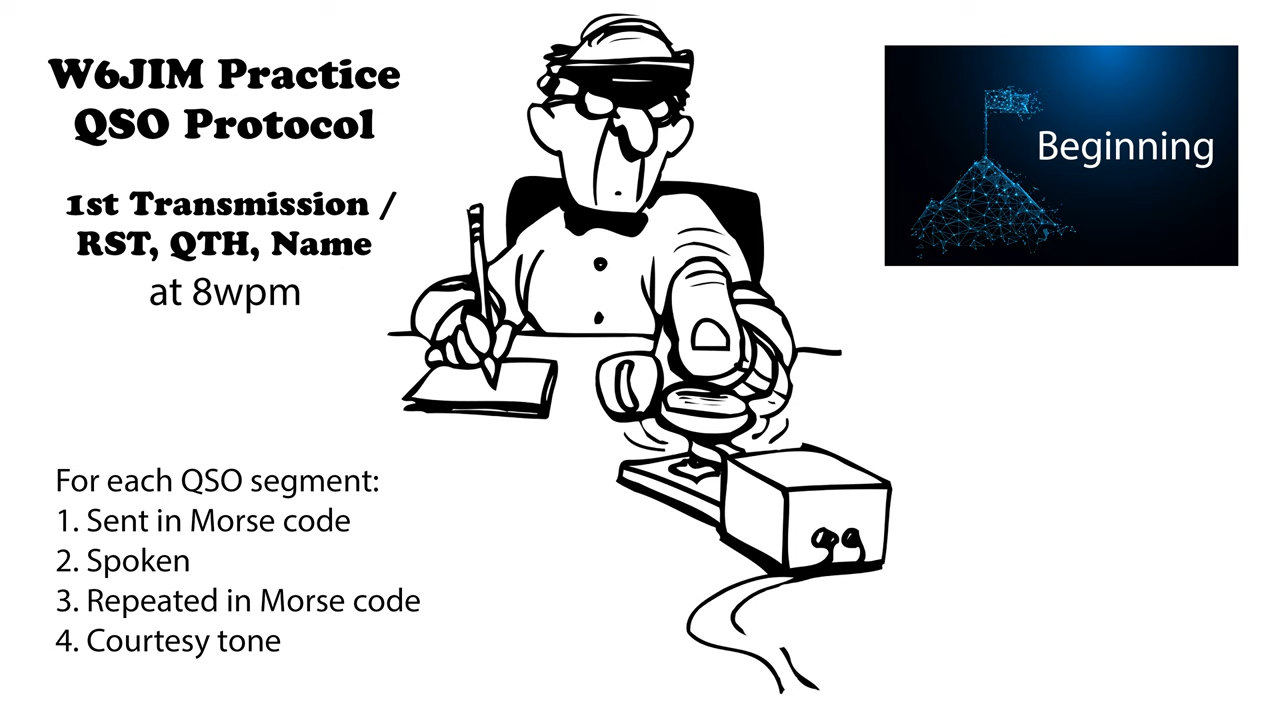 W6JIM Practice
QSO Protocol
1st Transmission /
RST, QTH, Name
at 8wpm
Beginning
For each QSO segment:
1. Sent in Morse code
2. Spoken
3. Repeated in Morse code
4. Courtesy tone